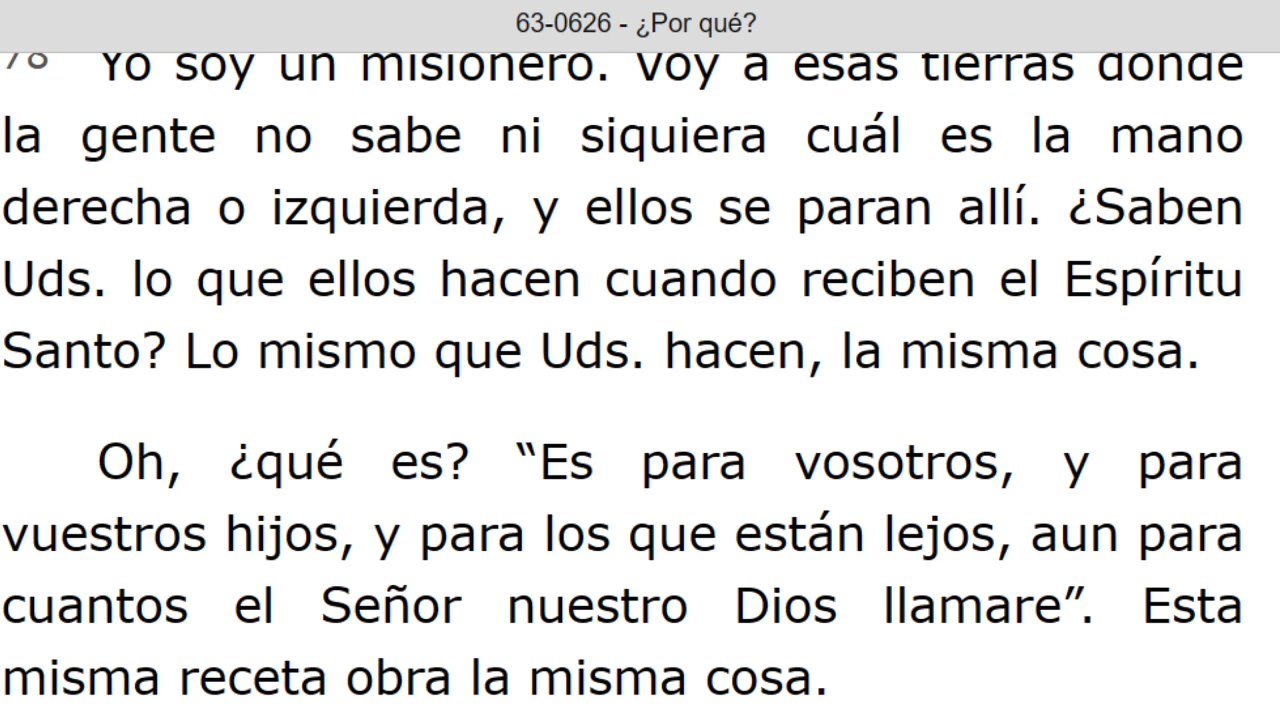 63-0626 - ¿Por qué?
78 Yo soy un misionero. Voy a esas tierras donde
la gente no sabe ni siquiera cuál es la mano
derecha o izquierda, y ellos se paran allí. ¿Saben
Uds. lo que ellos hacen cuando reciben el Espíritu
Santo? Lo mismo que Uds. hacen, la misma cosa.
Oh, ¿qué es? “Es para vosotros, y para
vuestros hijos, y para los que están lejos, aun para
cuantos el Señor nuestro Dios llamare”. Esta
misma receta obra la misma cosa.